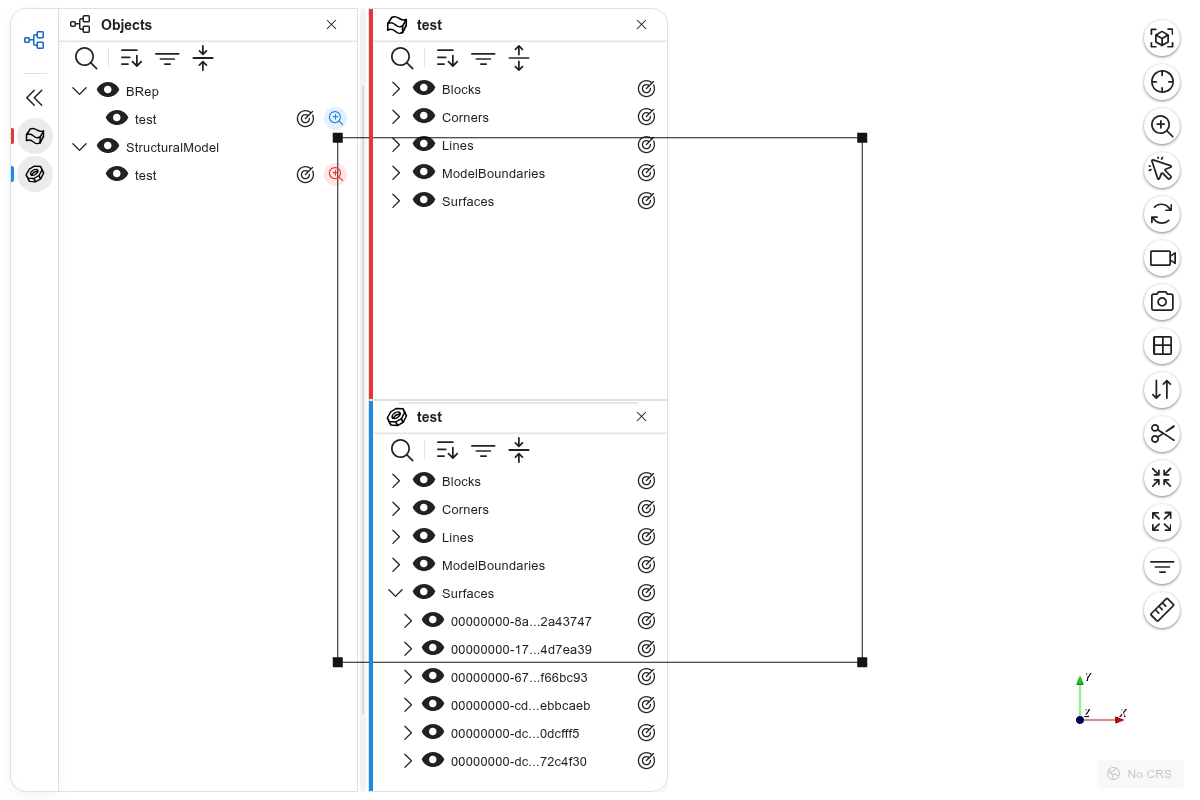 Objects
BRep
test
StructuralModel
test
test
Blocks
Corners
Lines
ModelBoundaries
Surfaces
test
Blocks
Corners
Lines
ModelBoundaries
Surfaces
00000000-8a...2a43747
00000000-17...4d7ea39
00000000-67...f66bc93
00000000-cd...ebbcaeb
00000000-dc...0dcfff5
00000000-dc...72c4f30
Y
Z X
No CRS